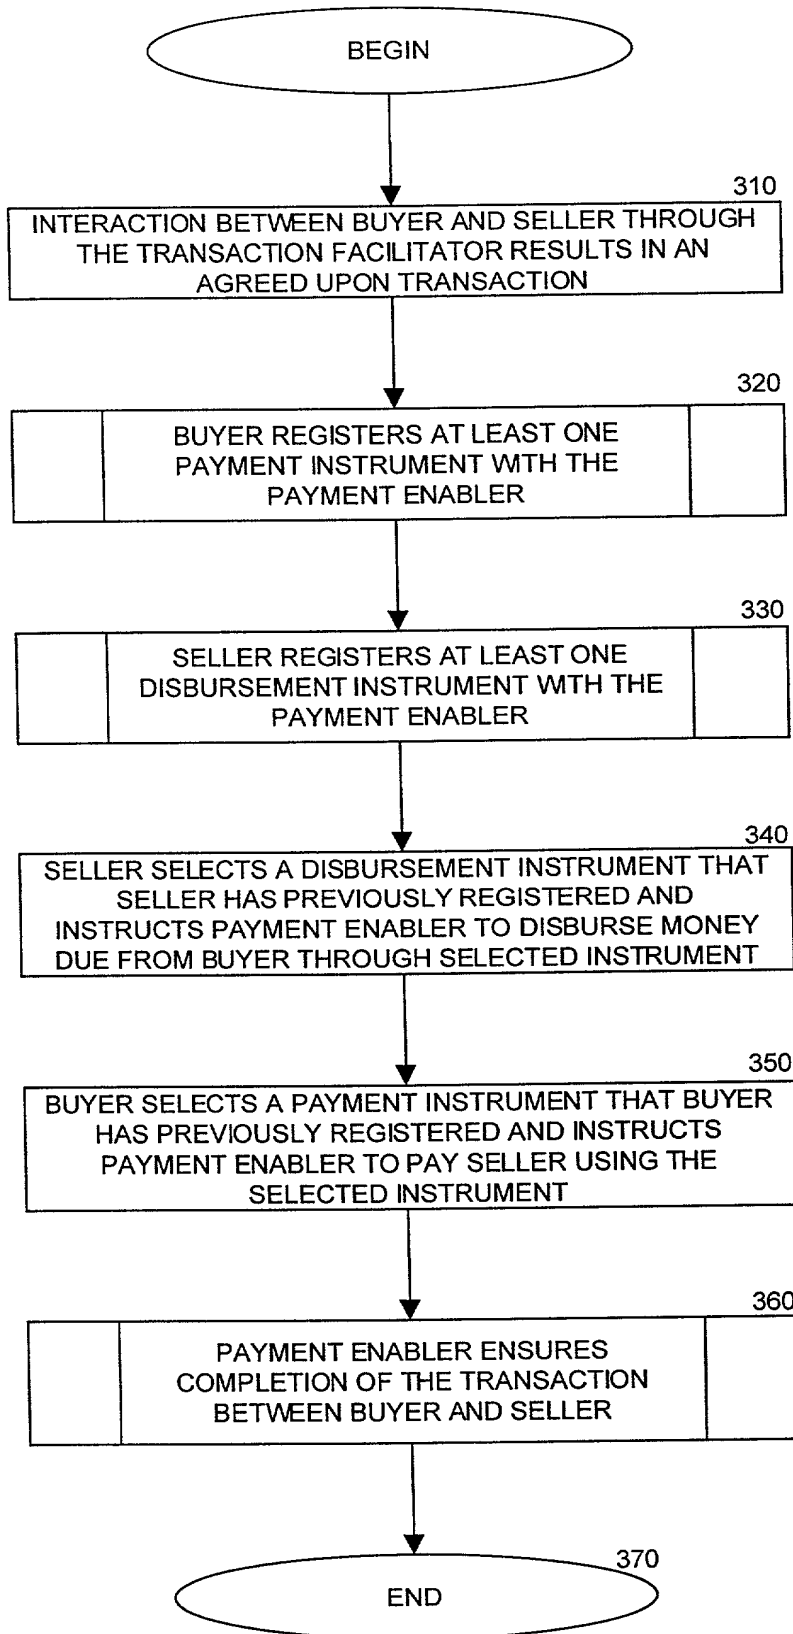 BEGIN
310
INTERACTION BETWEEN BUYER AND SELLER THROUGH
THE TRANSACTION FACILITATOR RESULTS IN AN
AGREED UPON TRANSACTION
320
BUYER REGISTERS AT LEAST ONE
PAYMENT INSTRUMENT WITH THE
PAYMENT ENABLER
330
SELLER REGISTERS AT LEAST ONE
DISBURSEMENT INSTRUMENT WITH THE
PAYMENT ENABLER
340
SELLER SELECTS A DISBURSEMENT INSTRUMENT THAT
SELLER HAS PREVIOUSLY REGISTERED AND
INSTRUCTS PAYMENT ENABLER TO DISBURSE MONEY
DUE FROM BUYER THROUGH SELECTED INSTRUMENT
350
BUYER SELECTS A PAYMENT INSTRUMENT THAT BUYER
HAS PREVIOUSLY REGISTERED AND INSTRUCTS
PAYMENT ENABLER TO PAY SELLER USING THE
SELECTED INSTRUMENT
360
PAYMENT ENABLER ENSURES
COMPLETION OF THE TRANSACTION
BETWEEN BUYER AND SELLER
370
END